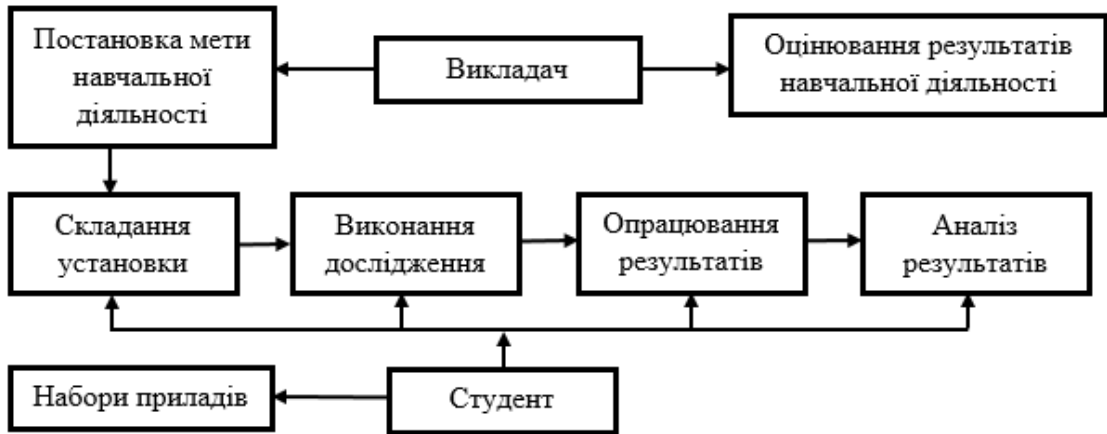 Постановка мети
навчальної
діяльності
Викладач
Оцінювання результатів
навчальної діяльності
Складання
установки
Виконання
дослідження
Опрацювання
результатів
Аналіз
результатів
Набори приладів
Студент